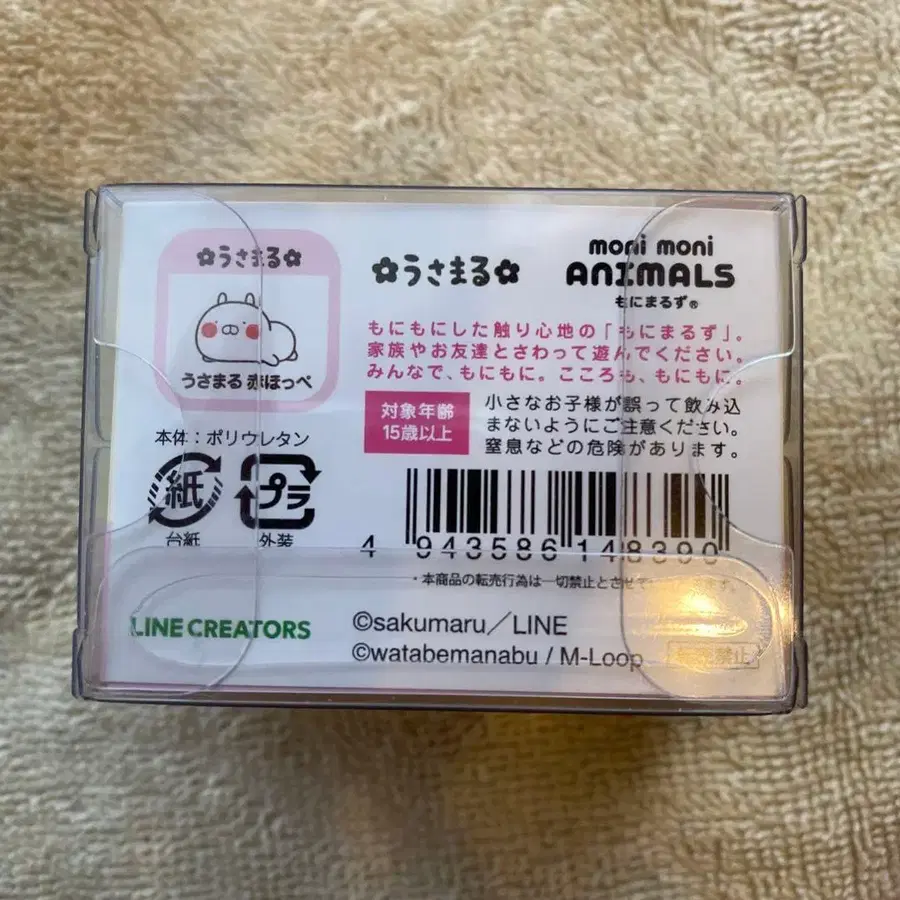 ✿うさまる✿
うさまる 赤ほっぺ
本体：ポリウレタン
紙
台紙
プラ
外装
✿うさまる✿
moni moni
ANIMALS
もにまるず®
もにもにした触り心地の「もにまるず」。
家族やお友達とさわって遊んでください。
みんなで、もにもに。こころも、もにもに。
対象年齢
15歳以上
小さなお子様が誤って飲み込
まないようにご注意ください。
窒息などの危険があります。
4 943586 148390
・本商品の転売行為は一切禁止とさせて
LINE CREATORS
©sakumaru／LINE
©watabemanabu / M-Loop
転売禁止